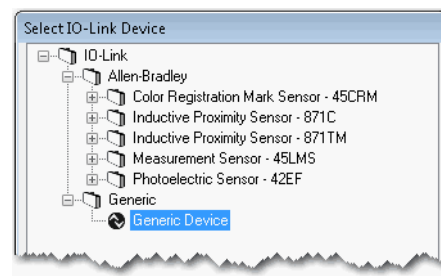 Select IO-Link Device
IO-Link
Allen-Bradley
Color Registration Mark Sensor - 45CRM
Inductive Proximity Sensor - 871C
Inductive Proximity Sensor - 871TM
Measurement Sensor - 45LMS
Photoelectric Sensor - 42EF
Generic
Generic Device